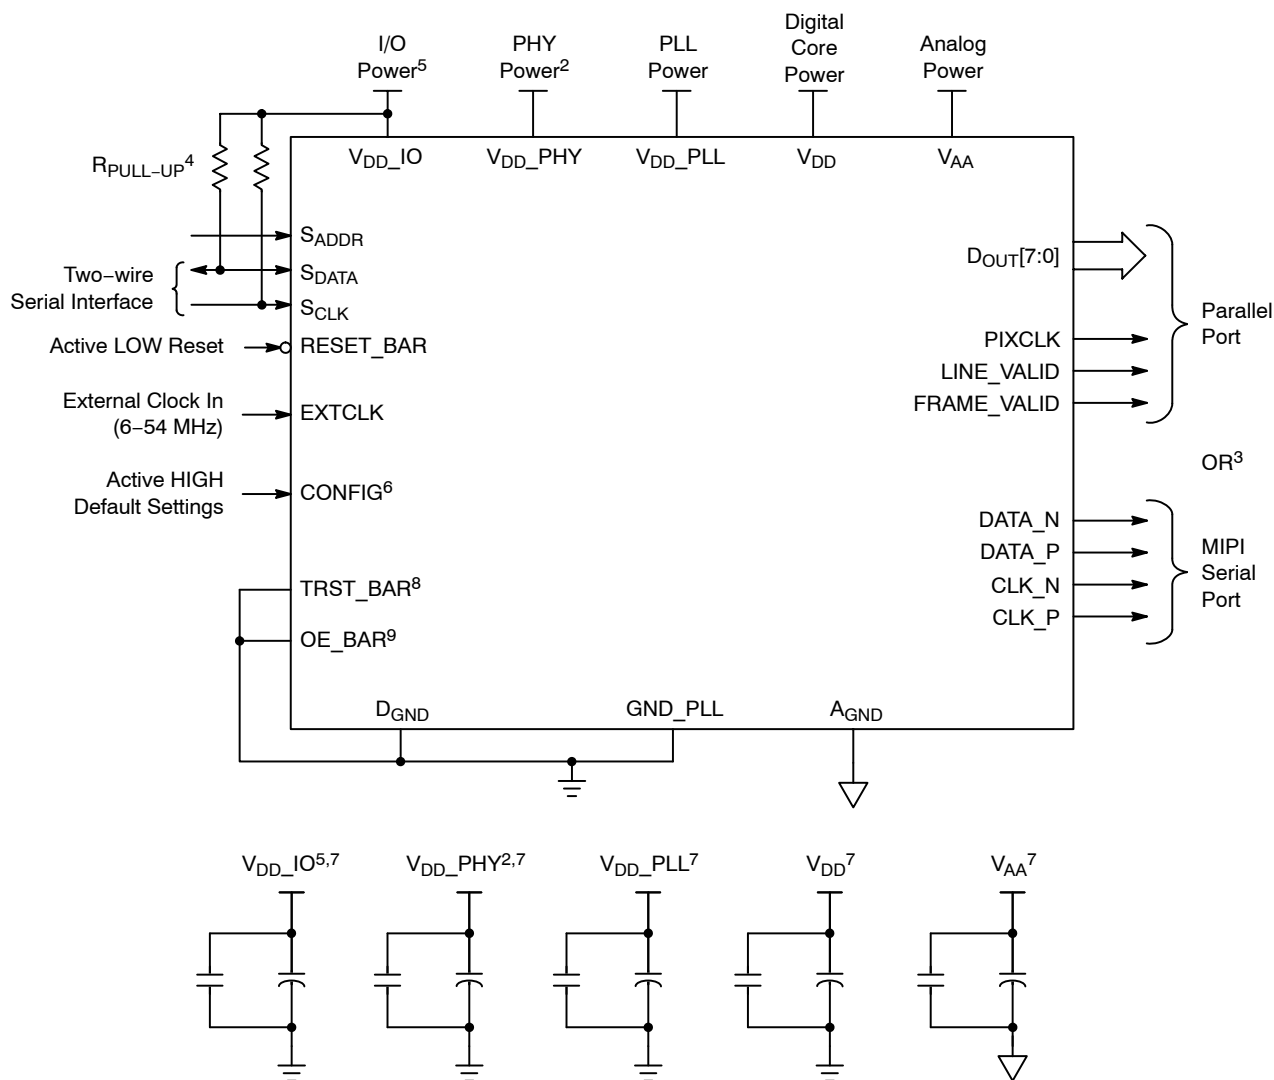 I/O
Power5
PHY
Power2
PLL
Power
Digital
Core
Power
Analog
Power
RPULL−UP4
VDD_IO
VDD_PHY
VDD_PLL
VDD
VAA
SADDR
Two−wire
Serial Interface
SDATA
SCLK
Active LOW Reset
RESET_BAR
External Clock In
(6−54 MHz)
EXTCLK
Active HIGH
Default Settings
CONFIG6
TRST_BAR8
OE_BAR9
DOUT[7:0]
PIXCLK
LINE_VALID
FRAME_VALID
Parallel
Port
OR3
DATA_N
DATA_P
CLK_N
CLK_P
MIPI
Serial
Port
DGND
GND_PLL
AGND
VDD_IO5,7
VDD_PHY2,7
VDD_PLL7
VDD7
VAA7